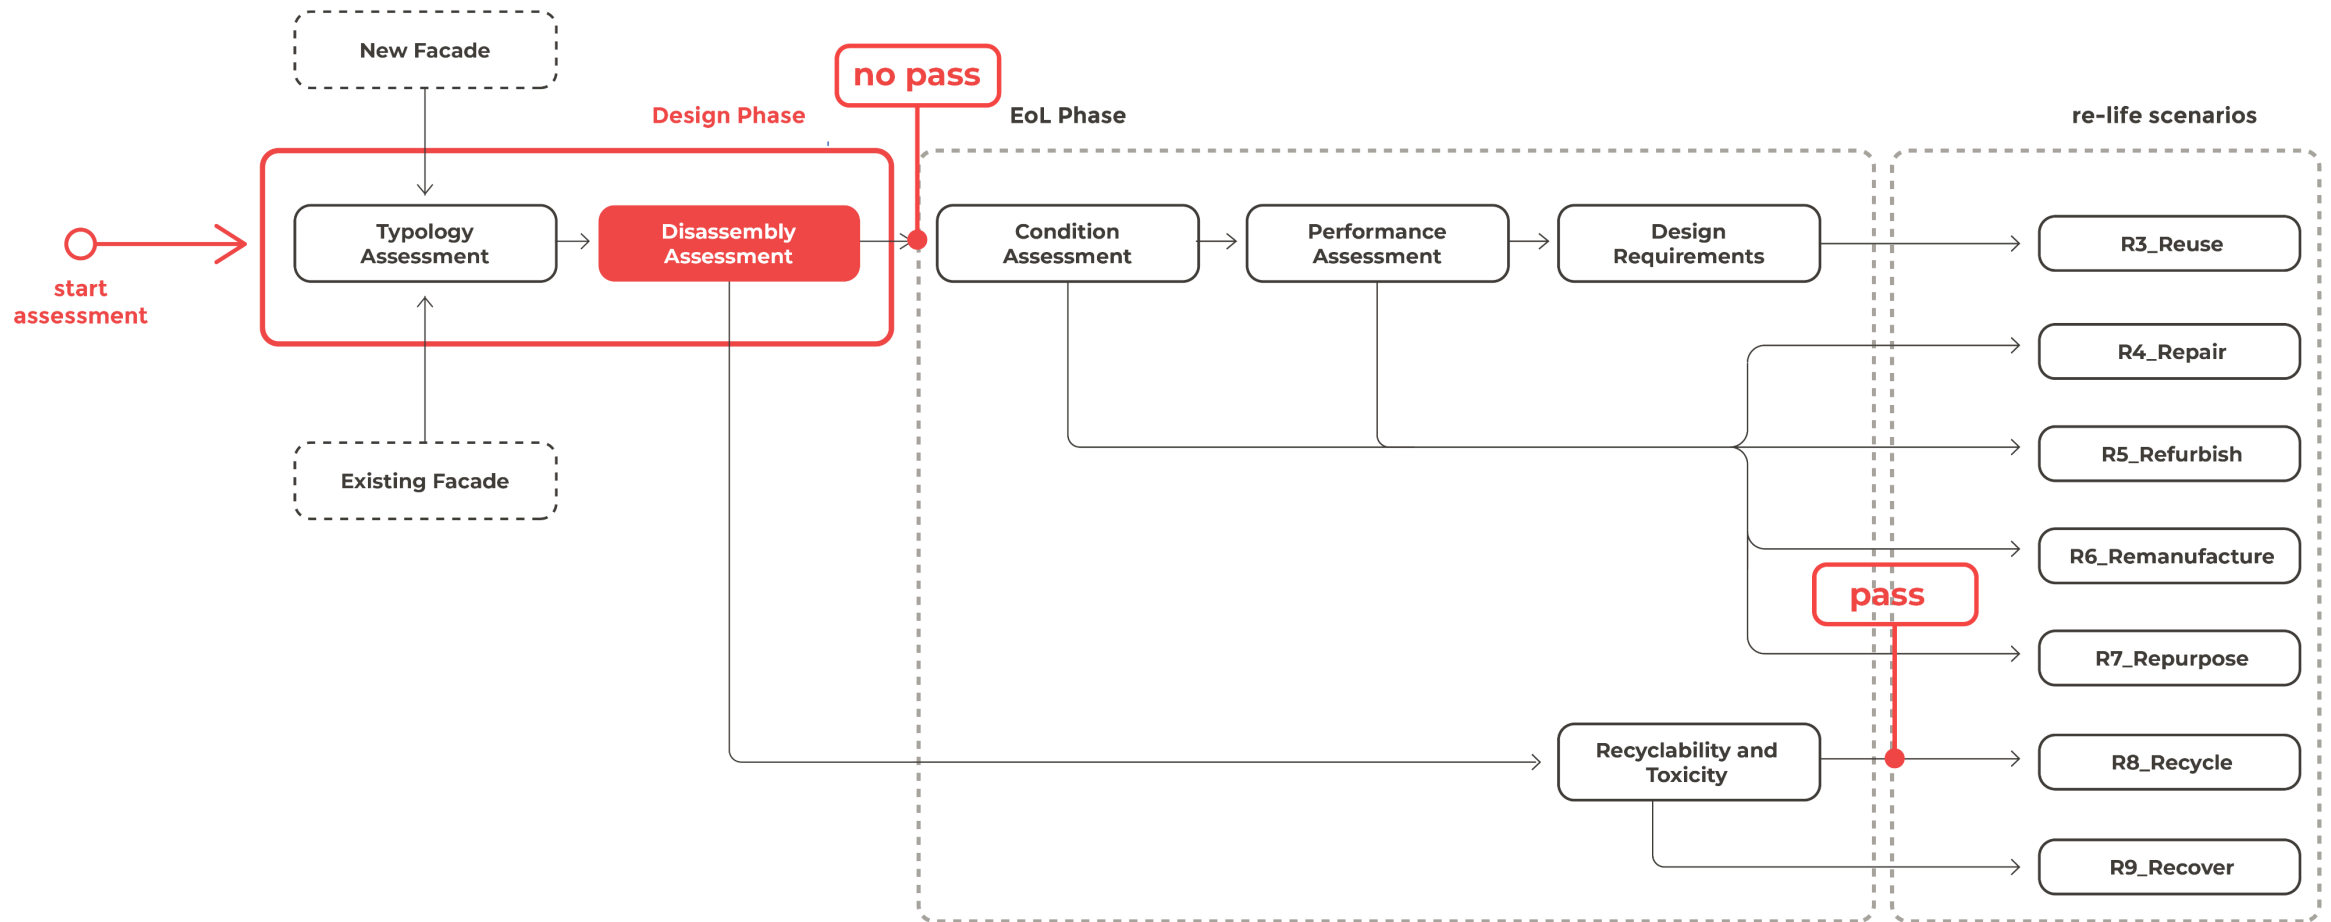 New Facade
no pass
Design Phase
EoL Phase
re-life scenarios
Typology
Assessment
Disassembly
Assessment
Condition
Assessment
Performance
Assessment
Design
Requirements
R3_Reuse
start
assessment
R4_Repair
Existing Facade
R5_Refurbish
R6_Remanufacture
pass
R7_Repurpose
Recyclability and
Toxicity
R8_Recycle
R9_Recover